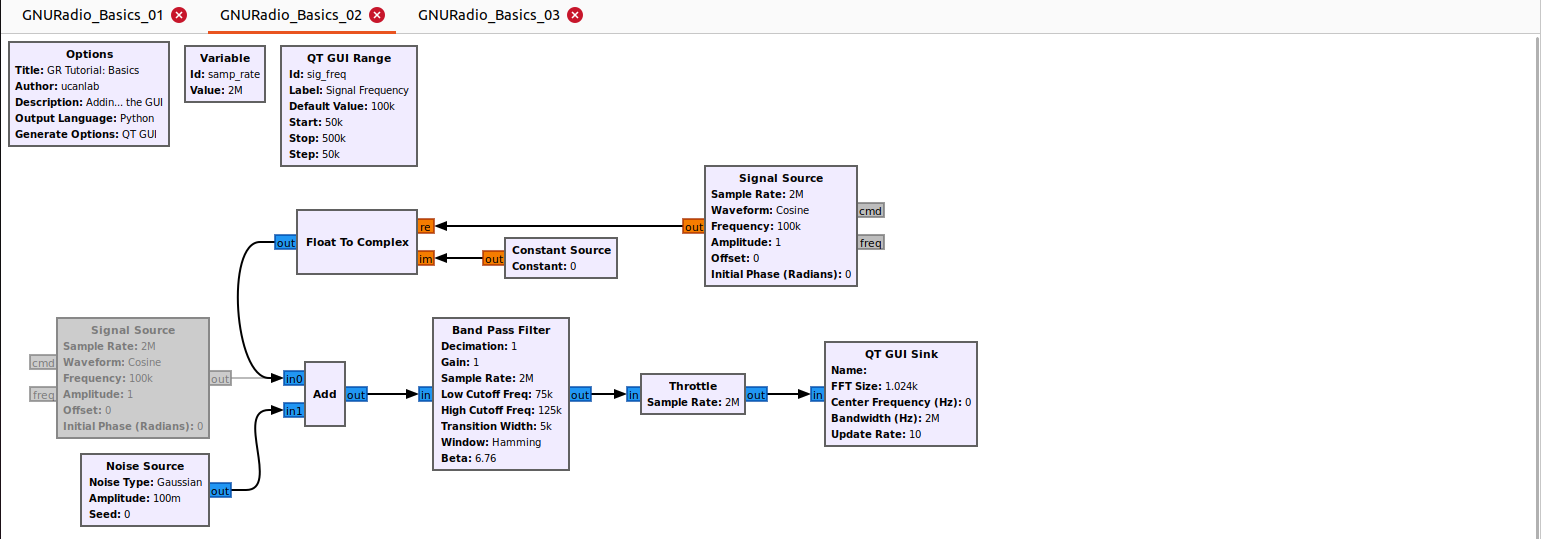 GNURadio_Basics_01 GNURadio_Basics_02 GNURadio_Basics_03
Options
Title: GR Tutorial: Basics
Author: ucanlab
Description: Addin... the GUI
Output Language: Python
Generate Options: QT GUI
Variable
Id: samp_rate
Value: 2M
QT GUI Range
Id: sig_freq
Label: Signal Frequency
Default Value: 100k
Start: 50k
Stop: 500k
Step: 50k
out
Float To Complex
re
im
out
Constant Source
Constant: 0
out
Signal Source
Sample Rate: 2M
Waveform: Cosine
Frequency: 100k
Amplitude: 1
Offset: 0
Initial Phase (Radians): 0
cmd
freq
cmd
freq
Signal Source
Sample Rate: 2M
Waveform: Cosine
Frequency: 100k
Amplitude: 1
Offset: 0
Initial Phase (Radians): 0
out
Noise Source
Noise Type: Gaussian
Amplitude: 100m
Seed: 0
out
in0
in1
Add
out
in
Band Pass Filter
Decimation: 1
Gain: 1
Sample Rate: 2M
Low Cutoff Freq: 75k
High Cutoff Freq: 125k
Transition Width: 5k
Window: Hamming
Beta: 6.76
out
in
Throttle
Sample Rate: 2M
out
in
QT GUI Sink
Name:
FFT Size: 1.024k
Center Frequency (Hz): 0
Bandwidth (Hz): 2M
Update Rate: 10